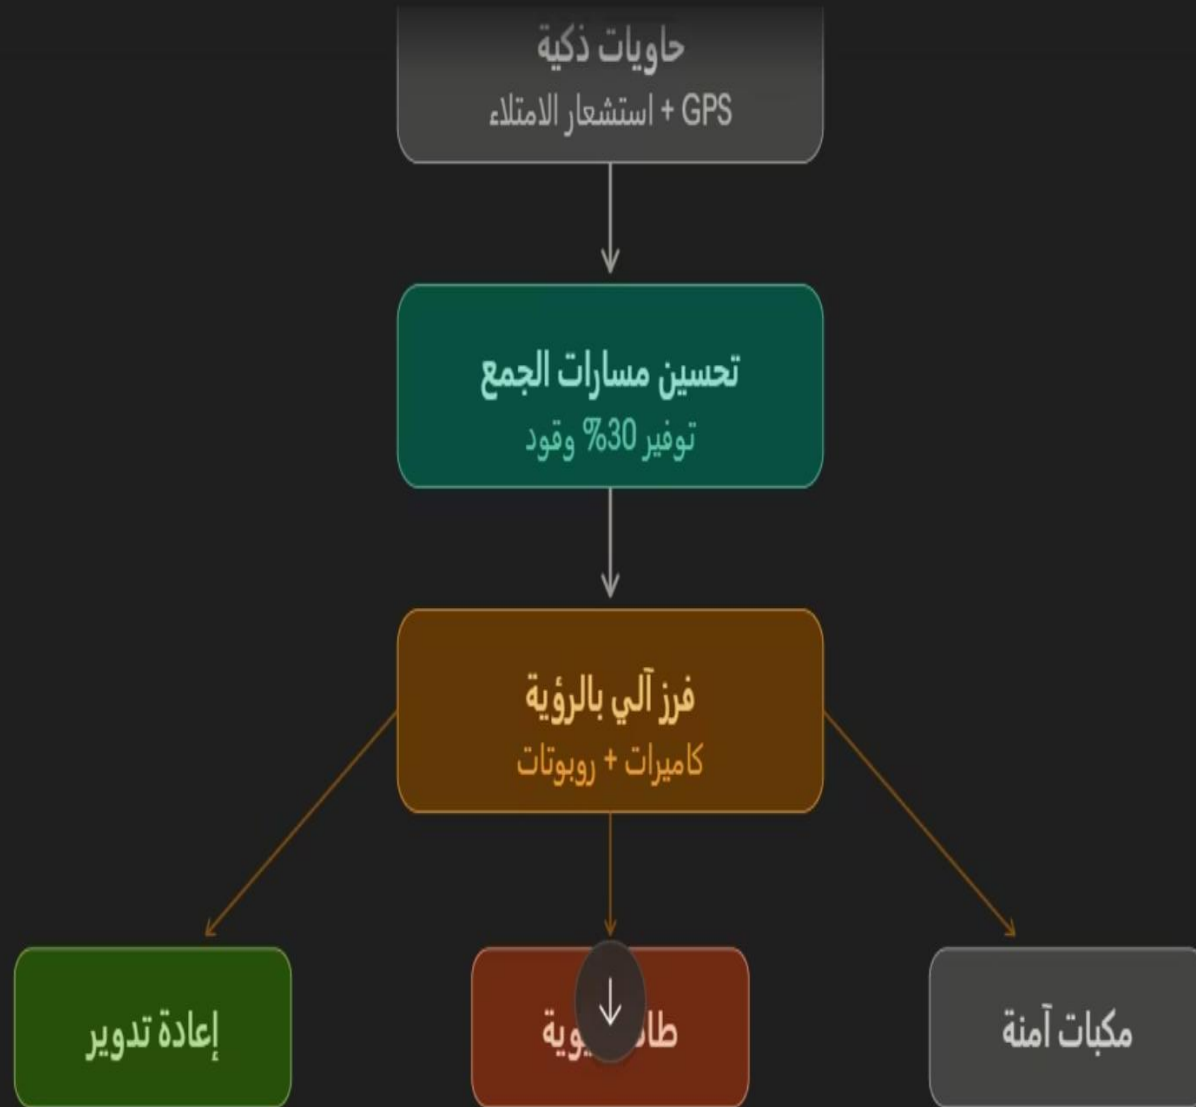 حاويات ذكية
GPS + استشعار الامتلاء
تحسين مسارات الجمع
توفير 30% وقود
فرز آلي بالرؤية
كاميرات + روبوتات
مكبات آمنة
إعادة تدوير